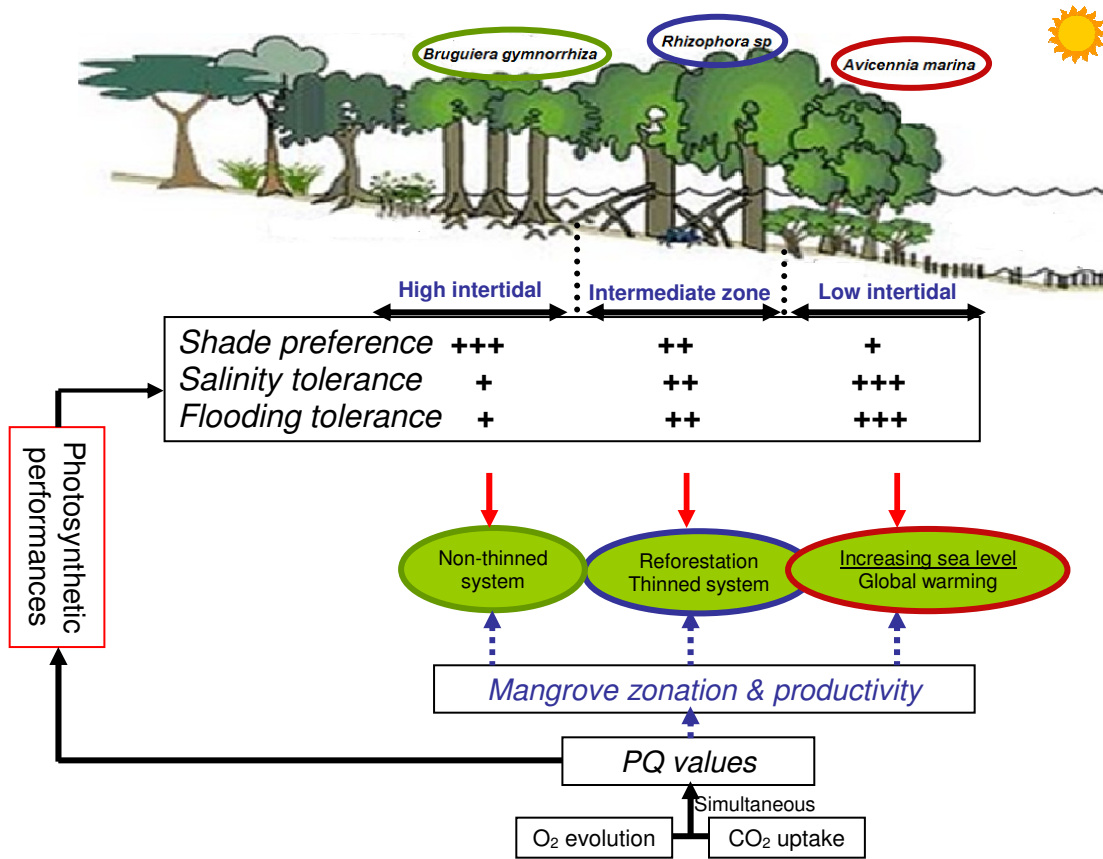 Bruguiera gymnorrhiza
Rhizophora sp
Avicennia marina
High intertidal
Intermediate zone
Low intertidal
Shade preference +++ ++ +
Salinity tolerance + ++ +++
Flooding tolerance + ++ +++
Photosynthetic
performances
Non-thinned
system
Reforestation
Thinned system
Increasing sea level
Global warming
Mangrove zonation & productivity
PQ values
Simultaneous
O₂ evolution
CO₂ uptake